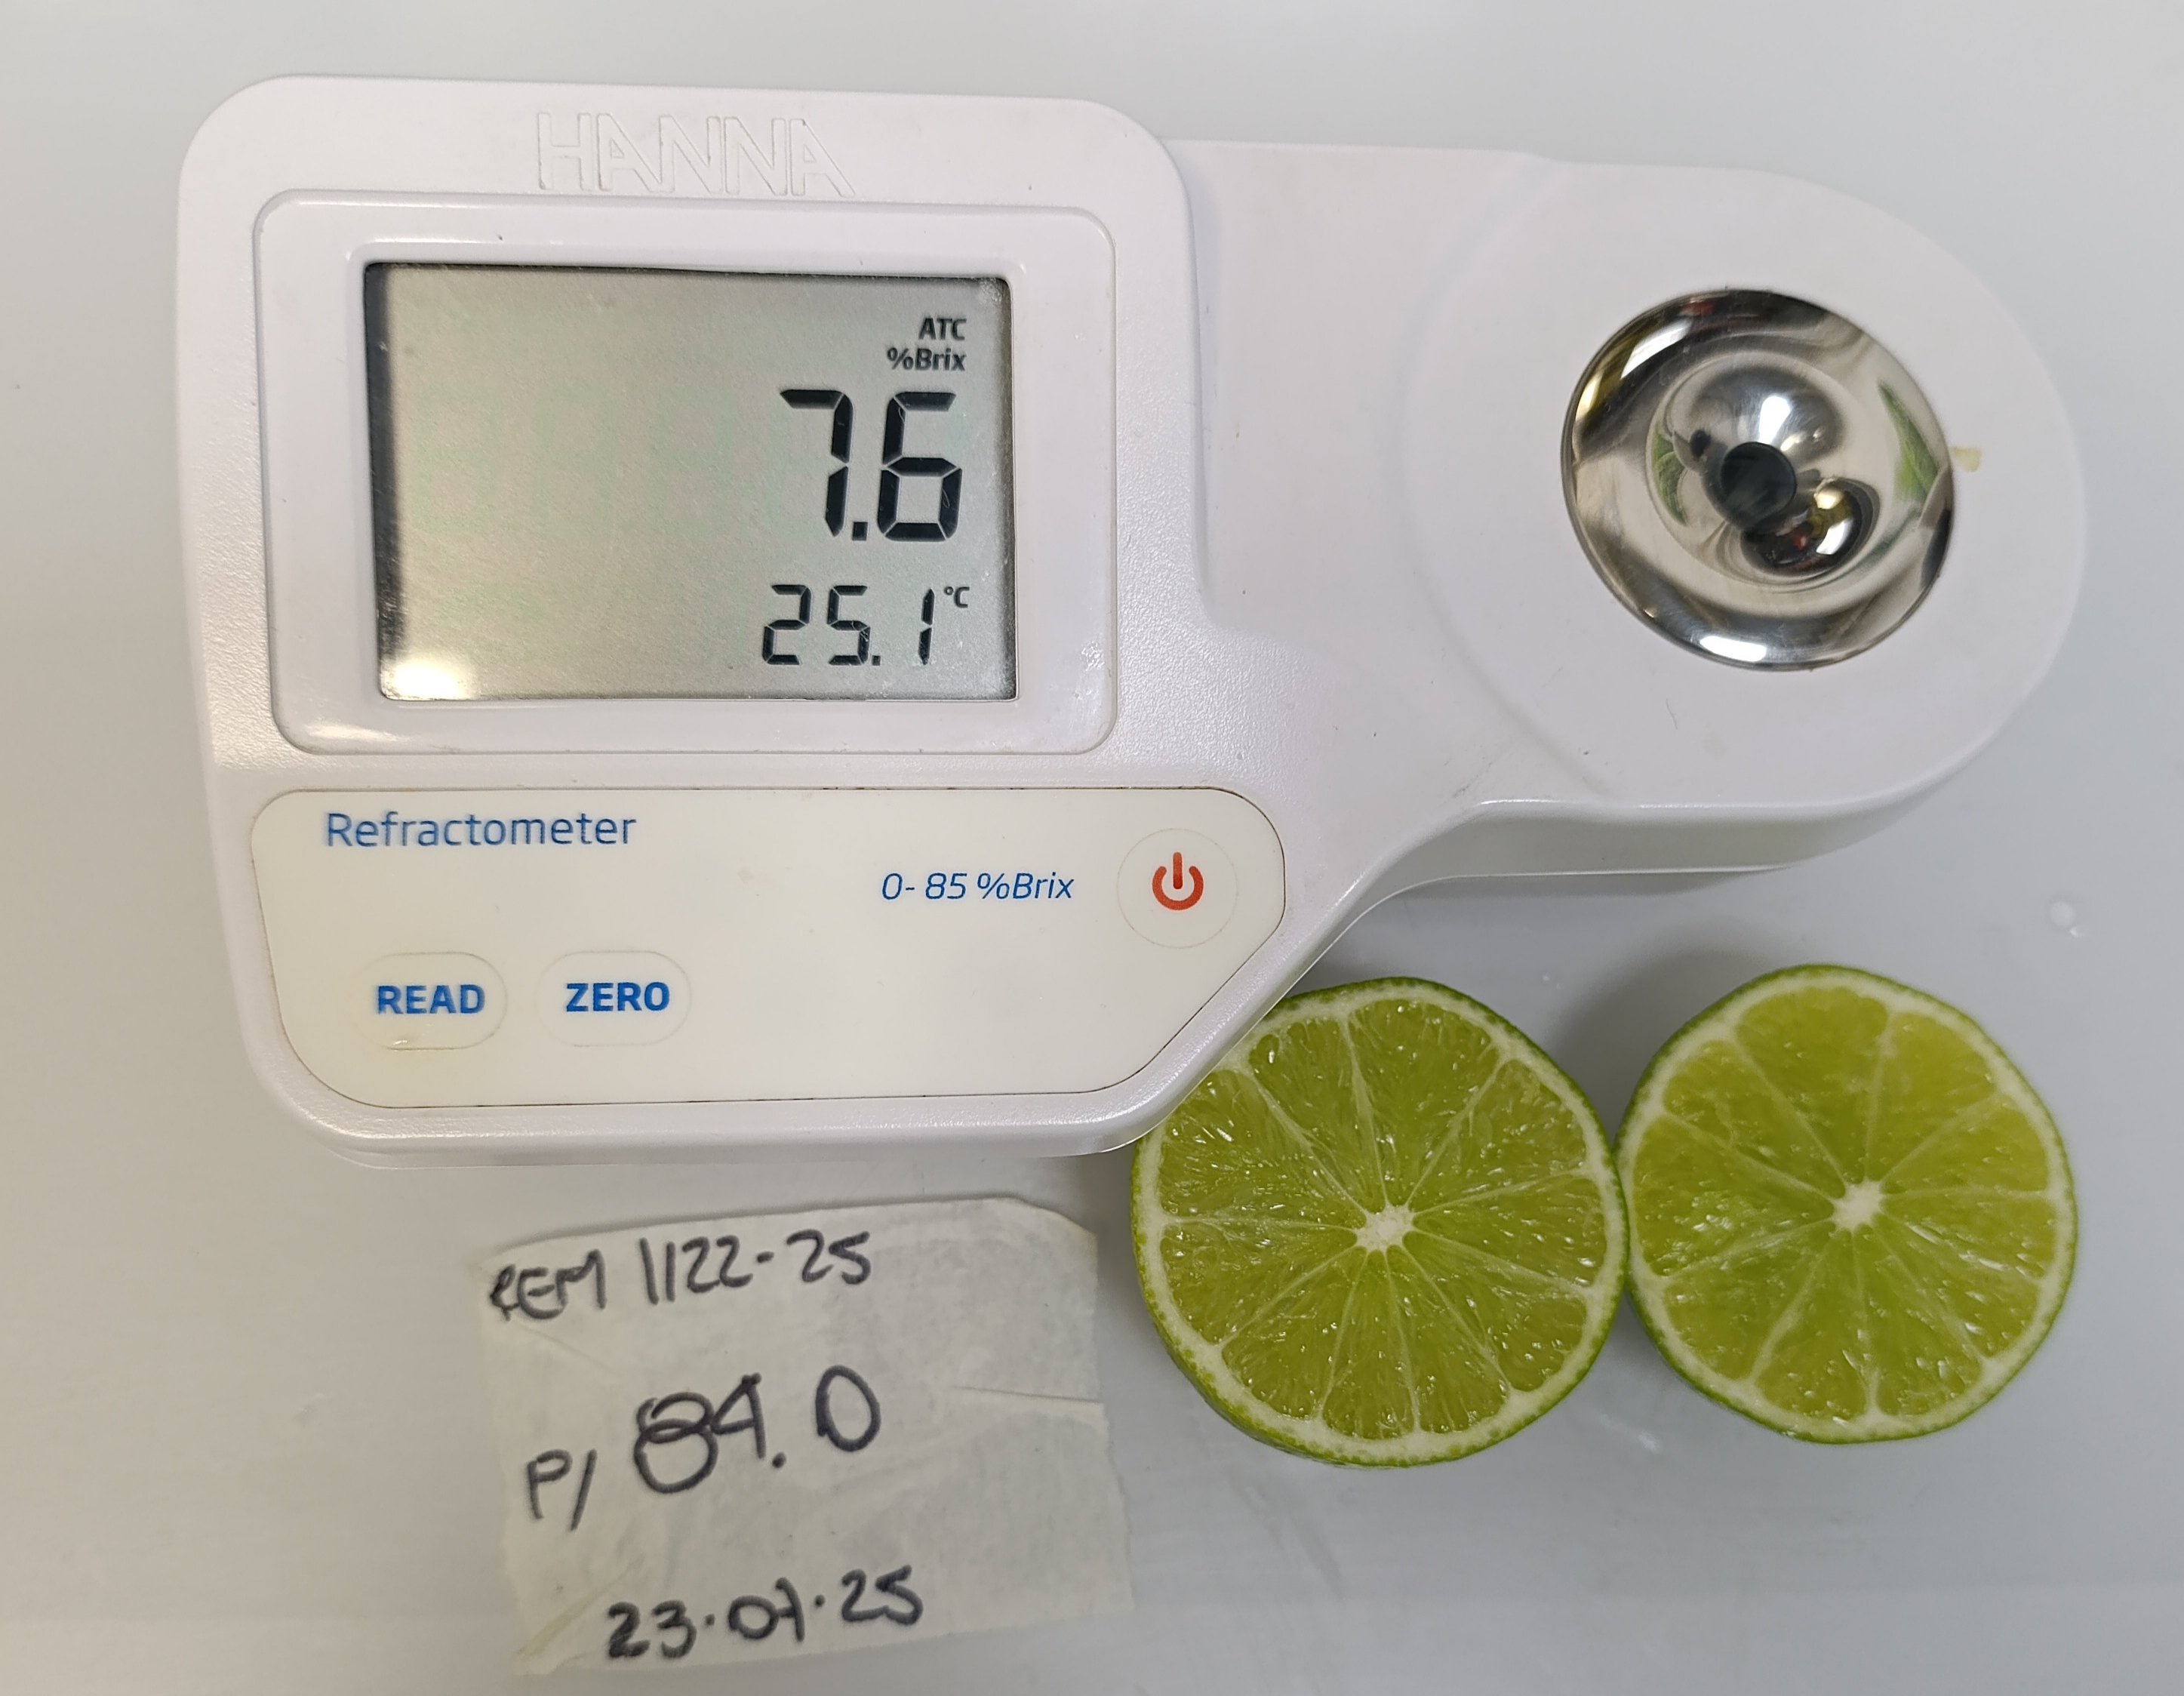 HANNA
ATC
%Brix
7.6
25.1 °C
Refractometer
0- 85 %Brix
READ
ZERO
REM 1122-25
P/ 84.0
23.07.25